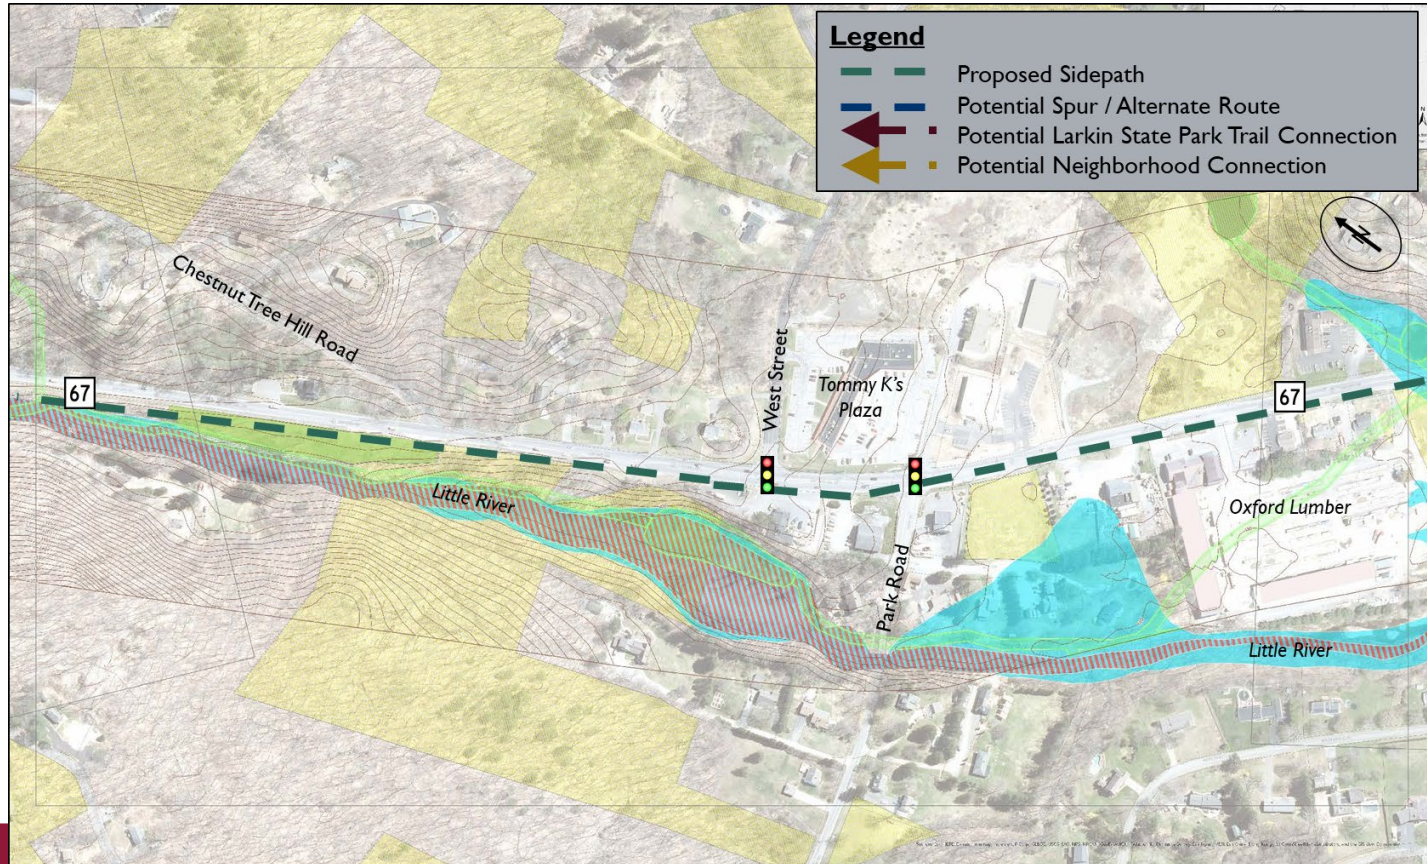 Legend
Proposed Sidepath
Potential Spur / Alternate Route
Potential Larkin State Park Trail Connection
Potential Neighborhood Connection
N
N
Chestnut Tree Hill Road
67
West Street
Tommy K's
Plaza
67
Little River
Oxford Lumber
Park Road
Little River